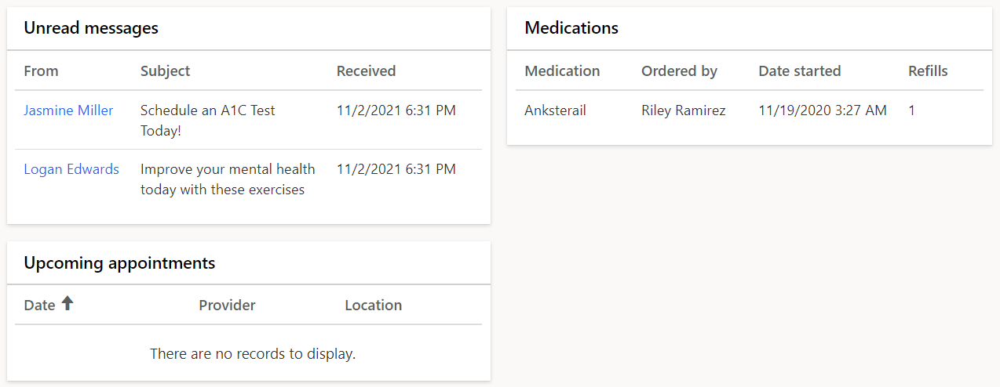 Unread messages
From Subject Received
Jasmine Miller Schedule an A1C Test 11/2/2021 6:31 PM
Today!
Logan Edwards Improve your mental health 11/2/2021 6:31 PM
today with these exercises
Upcoming appointments
Date Provider Location
There are no records to display.
Medications
Medication Ordered by Date started Refills
Anksterail Riley Ramirez 11/19/2020 3:27 AM 1